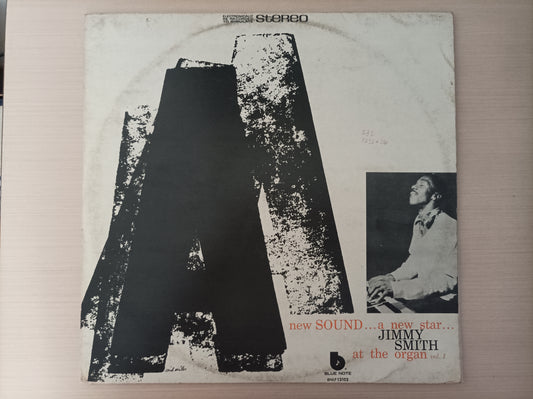 STEREO
A
new SOUND...a new star...
JIMMY
SMITH
at the organ vol. 1
b
BLUE NOTE